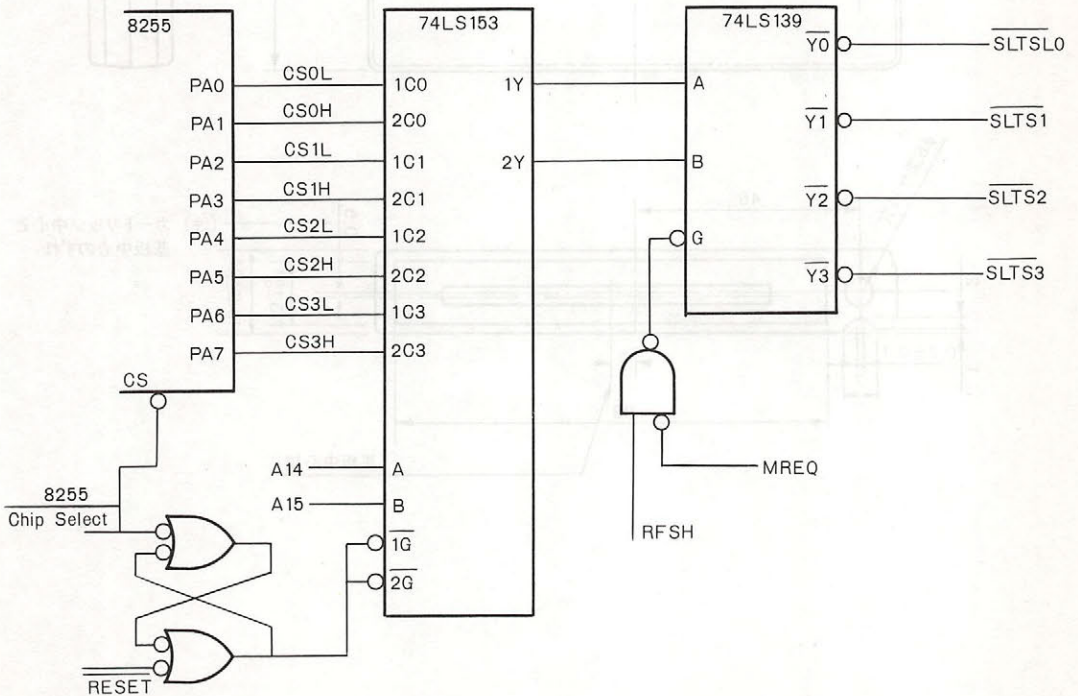 8255
74LS153
74LS139
PA0
PA1
PA2
PA3
PA4
PA5
PA6
PA7
CS
CS0L
CS0H
CS1L
CS1H
CS2L
CS2H
CS3L
CS3H
1C0
2C0
1C1
2C1
1C2
2C2
1C3
2C3
1Y
2Y
A14
A
A15
B
1G
2G
A
B
G
Y0
Y1
Y2
Y3
SLTSL0
SLTS1
SLTS2
SLTS3
MREQ
RFSH
8255
Chip Select
RESET